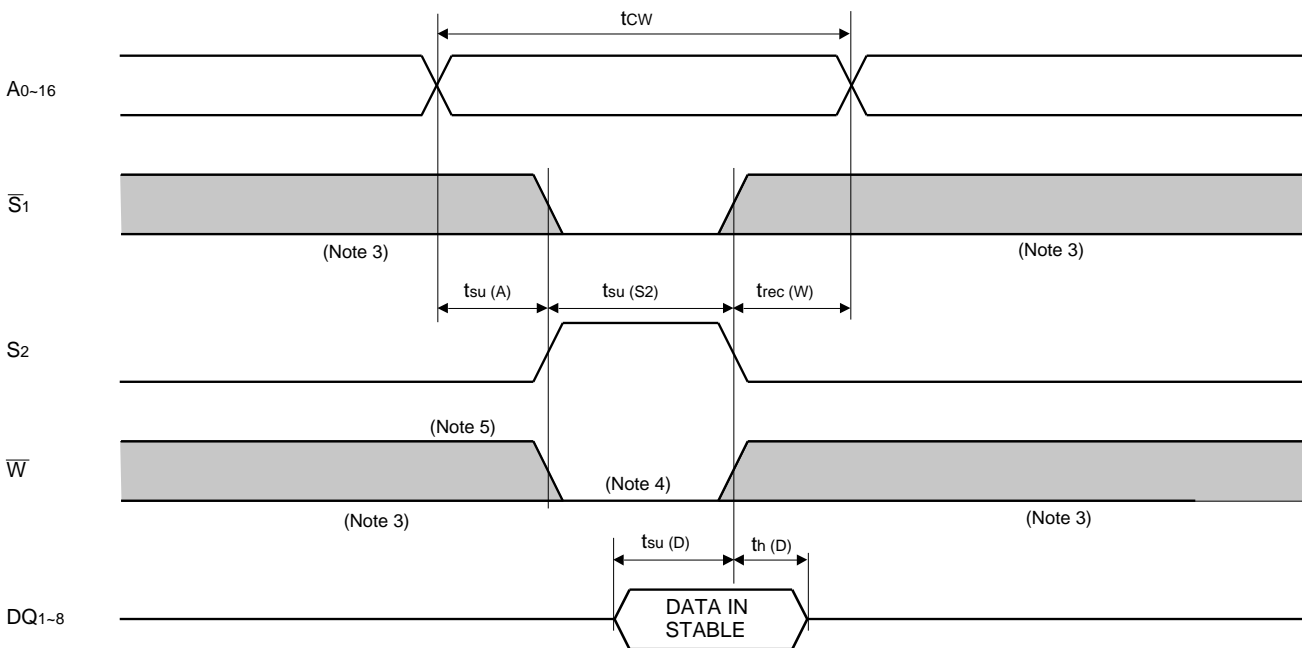 tCW
A0~16
S̅1
(Note 3) (Note 3)
tsu (A) tsu (S2) trec (W)
S2
(Note 5)
W̅
(Note 4)
(Note 3) (Note 3)
tsu (D) th (D)
DQ1~8
DATA IN
STABLE